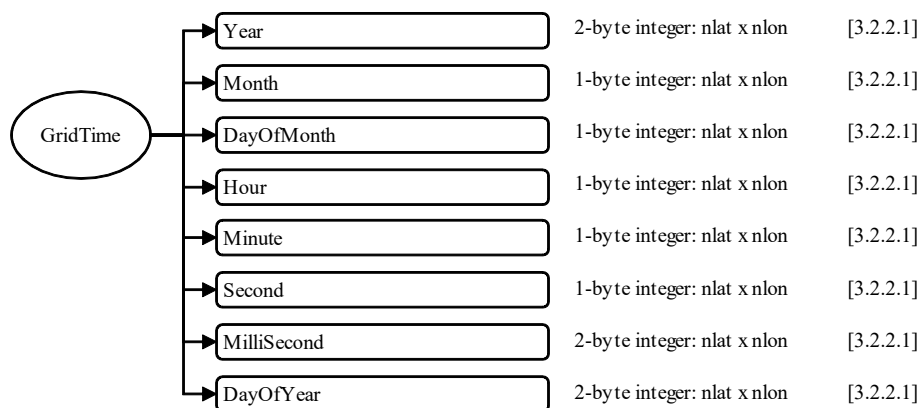 Year 2-byte integer: nlat x nlon [3.2.2.1]
Month 1-byte integer: nlat x nlon [3.2.2.1]
GridTime DayOfMonth 1-byte integer: nlat x nlon [3.2.2.1]
Hour 1-byte integer: nlat x nlon [3.2.2.1]
Minute 1-byte integer: nlat x nlon [3.2.2.1]
Second 1-byte integer: nlat x nlon [3.2.2.1]
MilliSecond 2-byte integer: nlat x nlon [3.2.2.1]
DayOfYear 2-byte integer: nlat x nlon [3.2.2.1]